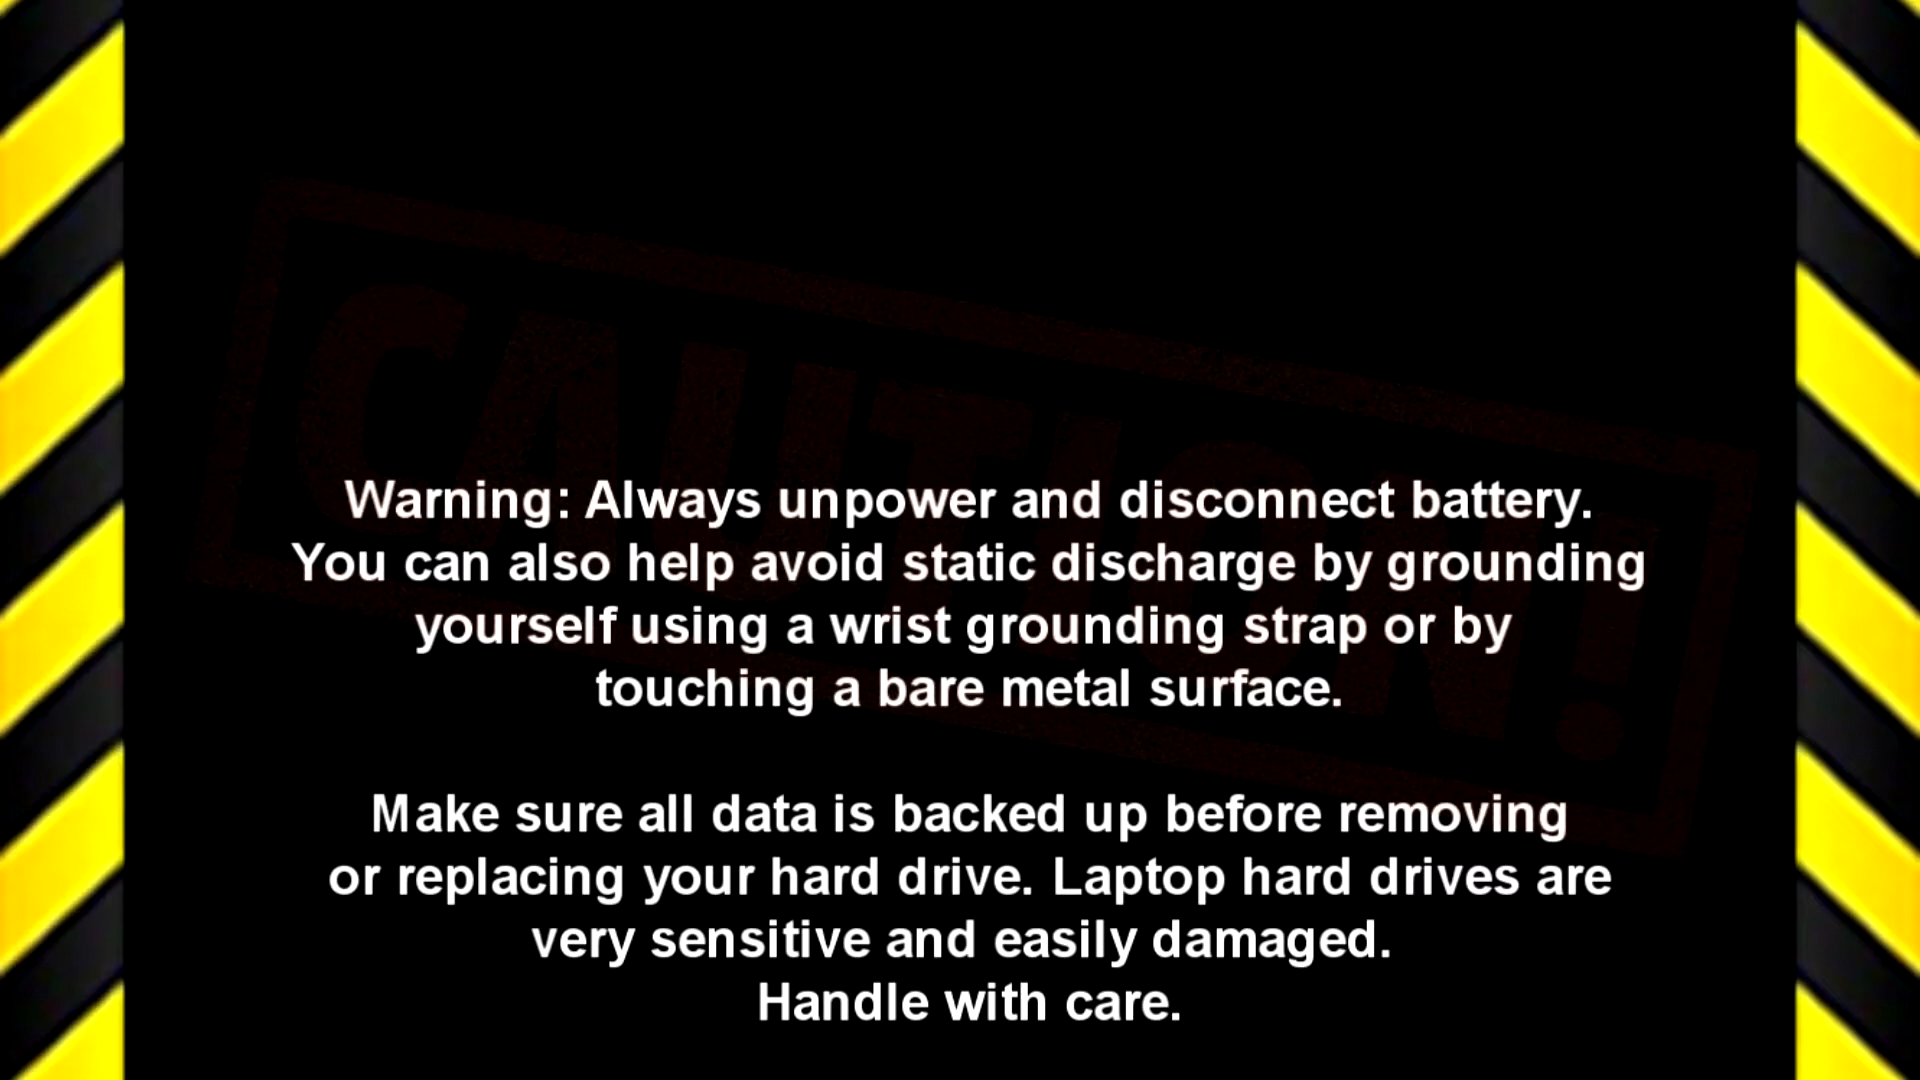 CAUTION!
Warning: Always unpower and disconnect battery.
You can also help avoid static discharge by grounding
yourself using a wrist grounding strap or by
touching a bare metal surface.
Make sure all data is backed up before removing
or replacing your hard drive. Laptop hard drives are
very sensitive and easily damaged.
Handle with care.